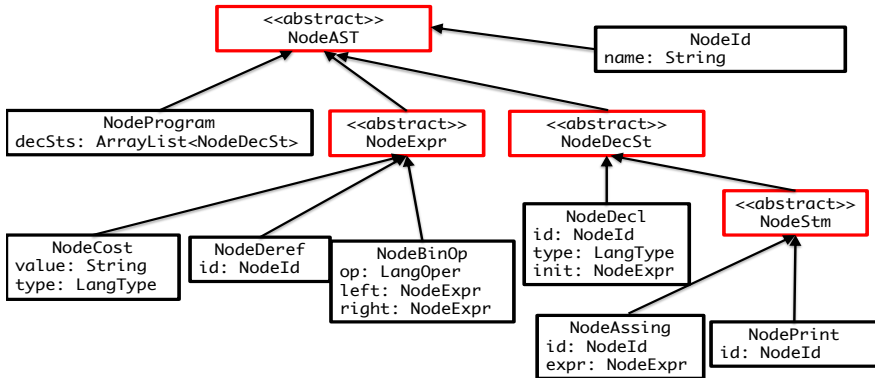 <<abstract>>
NodeAST
NodeId
name: String
NodeProgram
decSts: ArrayList<NodeDecSt>
<<abstract>>
NodeExpr
<<abstract>>
NodeDecSt
NodeCost
value: String
type: LangType
NodeDeref
id: NodeId
NodeBinOp
op: LangOper
left: NodeExpr
right: NodeExpr
NodeDecl
id: NodeId
type: LangType
init: NodeExpr
<<abstract>>
NodeStm
NodeAssing
id: NodeId
expr: NodeExpr
NodePrint
id: NodeId